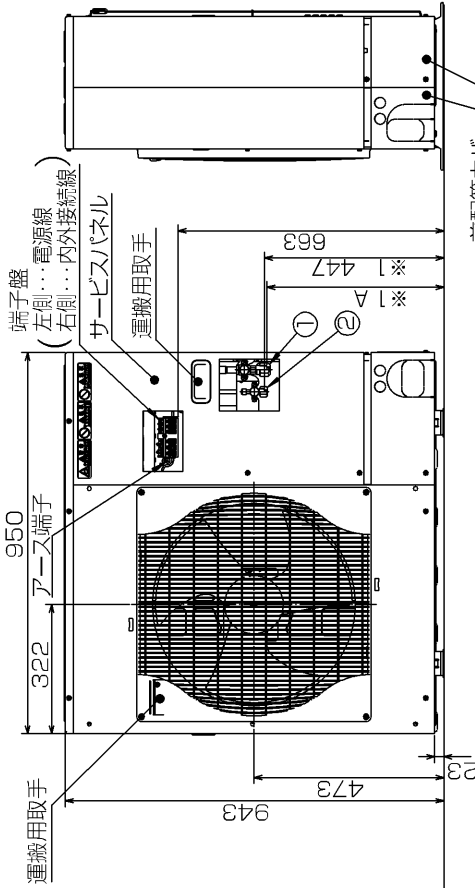 端子盤
左側…電源線
右側…内外接続線
サービスパネル
運搬用取手
アース端子
運搬用取手
950
322
943
473
23
663
※1 447
※1 A
①
②